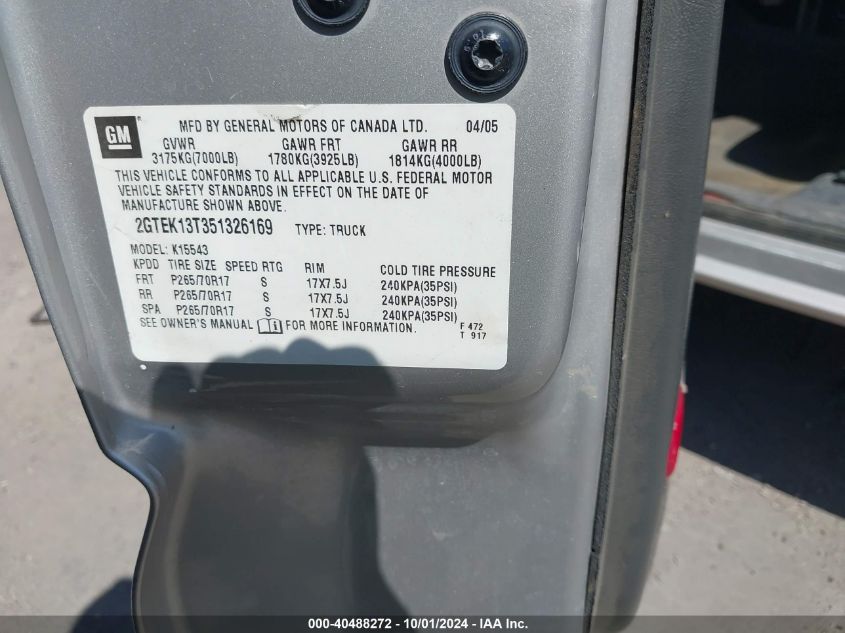 GM
MFD BY GENERAL MOTORS OF CANADA LTD. 04/05
GVWR GAWR FRT GAWR RR
3175KG(7000LB) 1780KG(3925LB) 1814KG(4000LB)
THIS VEHICLE CONFORMS TO ALL APPLICABLE U.S. FEDERAL MOTOR
VEHICLE SAFETY STANDARDS IN EFFECT ON THE DATE OF
MANUFACTURE SHOWN ABOVE.
2GTEK13T351326169 TYPE: TRUCK
MODEL: K15543
KPDD TIRE SIZE SPEED RTG RIM COLD TIRE PRESSURE
FRT P265/70R17 S 17X7.5J 240KPA(35PSI)
RR P265/70R17 S 17X7.5J 240KPA(35PSI)
SPA P265/70R17 S 17X7.5J 240KPA(35PSI)
SEE OWNER'S MANUAL FOR MORE INFORMATION. F 472
T 917
000-40488272 - 10/01/2024 - IAA Inc.